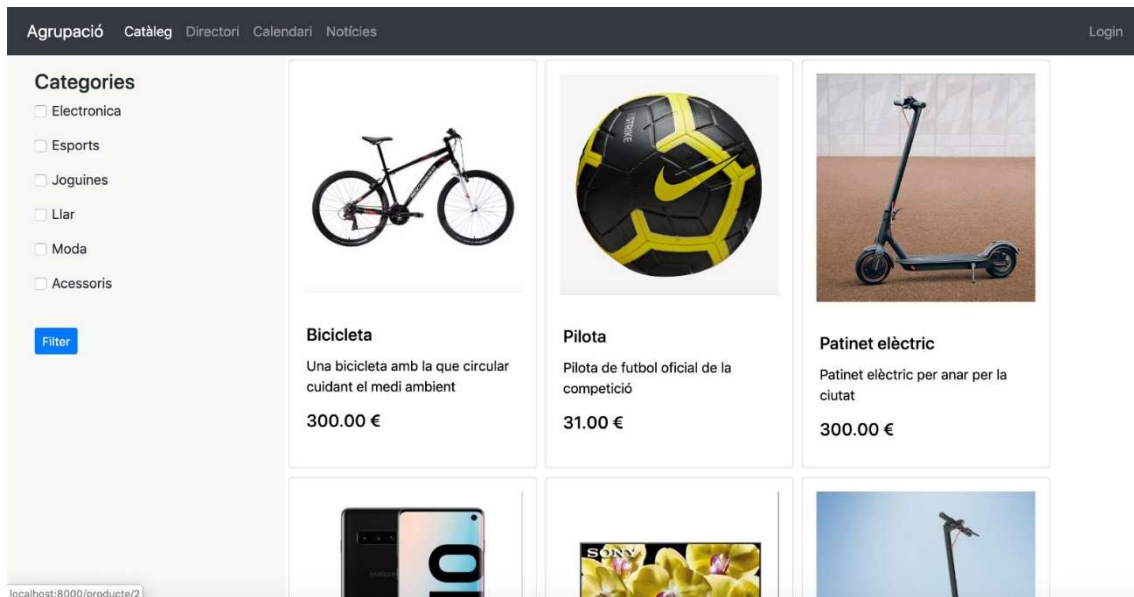 Agrupació Catàleg Directori Calendari Notícies Login
Categories
Electronica
Esports
Joguines
Llar
Moda
Acessoris
Filter
STRIKE
Bicicleta
Una bicicleta amb la que circular
cuidant el medi ambient
300.00 €
Pilota
Pilota de futbol oficial de la
competició
31.00 €
Patinet elèctric
Patinet elèctric per anar per la
ciutat
300.00 €
SAMSUNG
SONY
localhost:8000/producte/2